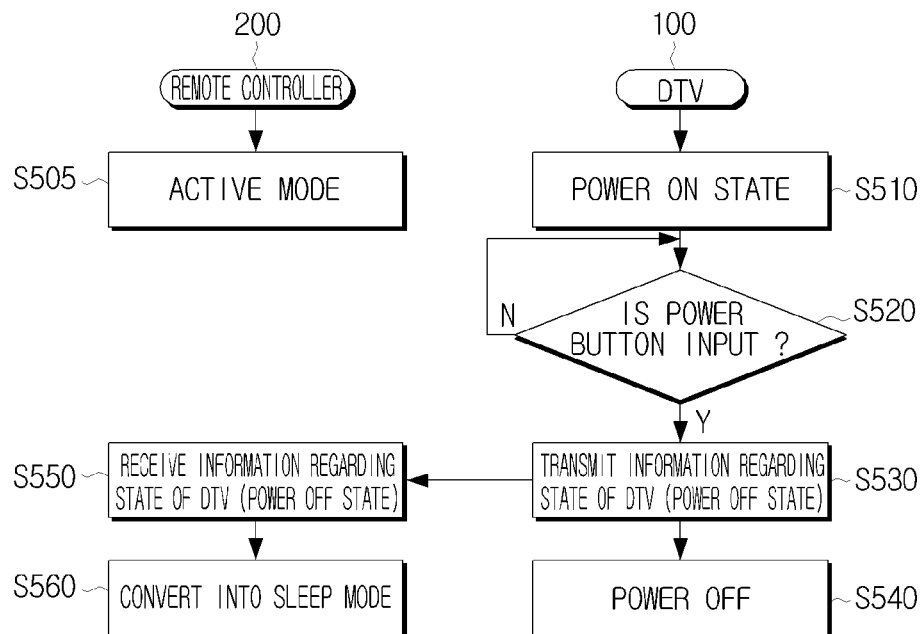 200
100
REMOTE CONTROLLER
DTV
S505
ACTIVE MODE
POWER ON STATE
S510
IS POWER
BUTTON INPUT ?
S520
N
Y
S550
RECEIVE INFORMATION REGARDING
STATE OF DTV (POWER OFF STATE)
TRANSMIT INFORMATION REGARDING
STATE OF DTV (POWER OFF STATE)
S530
S560
CONVERT INTO SLEEP MODE
POWER OFF
S540